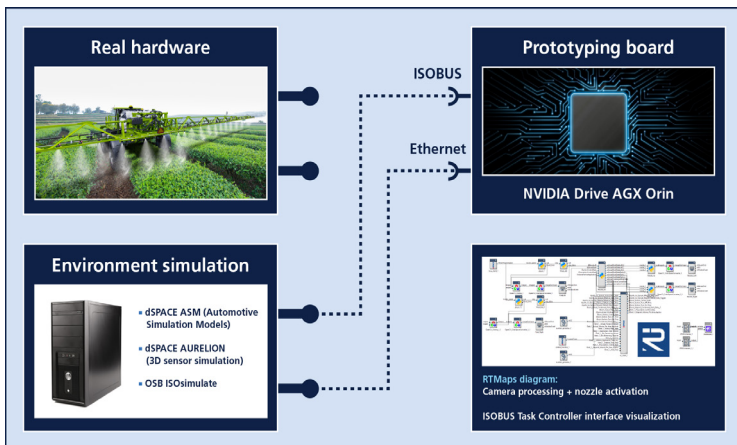 Real hardware
ISOBUS
Ethernet
Prototyping board
NVIDIA Drive AGX Orin
Environment simulation
▪ dSPACE ASM (Automotive
Simulation Models)
▪ dSPACE AURELION
(3D sensor simulation)
▪ OSB ISOsimulate
RTMaps diagram:
Camera processing + nozzle activation
ISOBUS Task Controller interface visualization